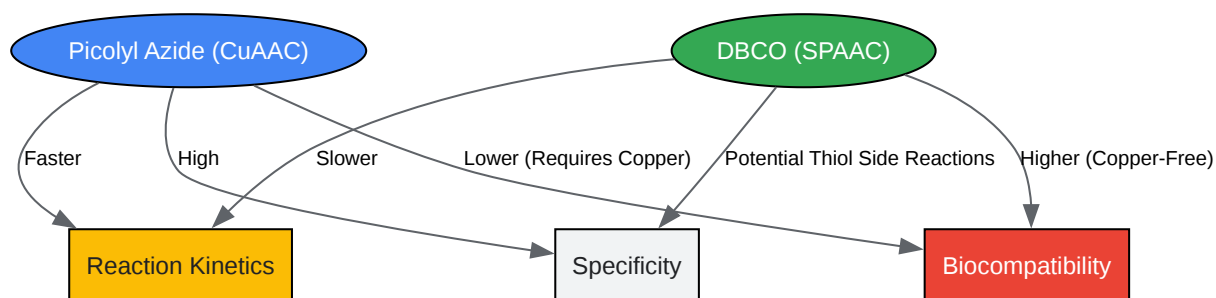 Picolyl Azide (CuAAC)
DBCO (SPAAC)
Faster
High
Slower
Lower (Requires Copper)
Potential Thiol Side Reactions
Higher (Copper-Free)
Reaction Kinetics
Specificity
Biocompatibility